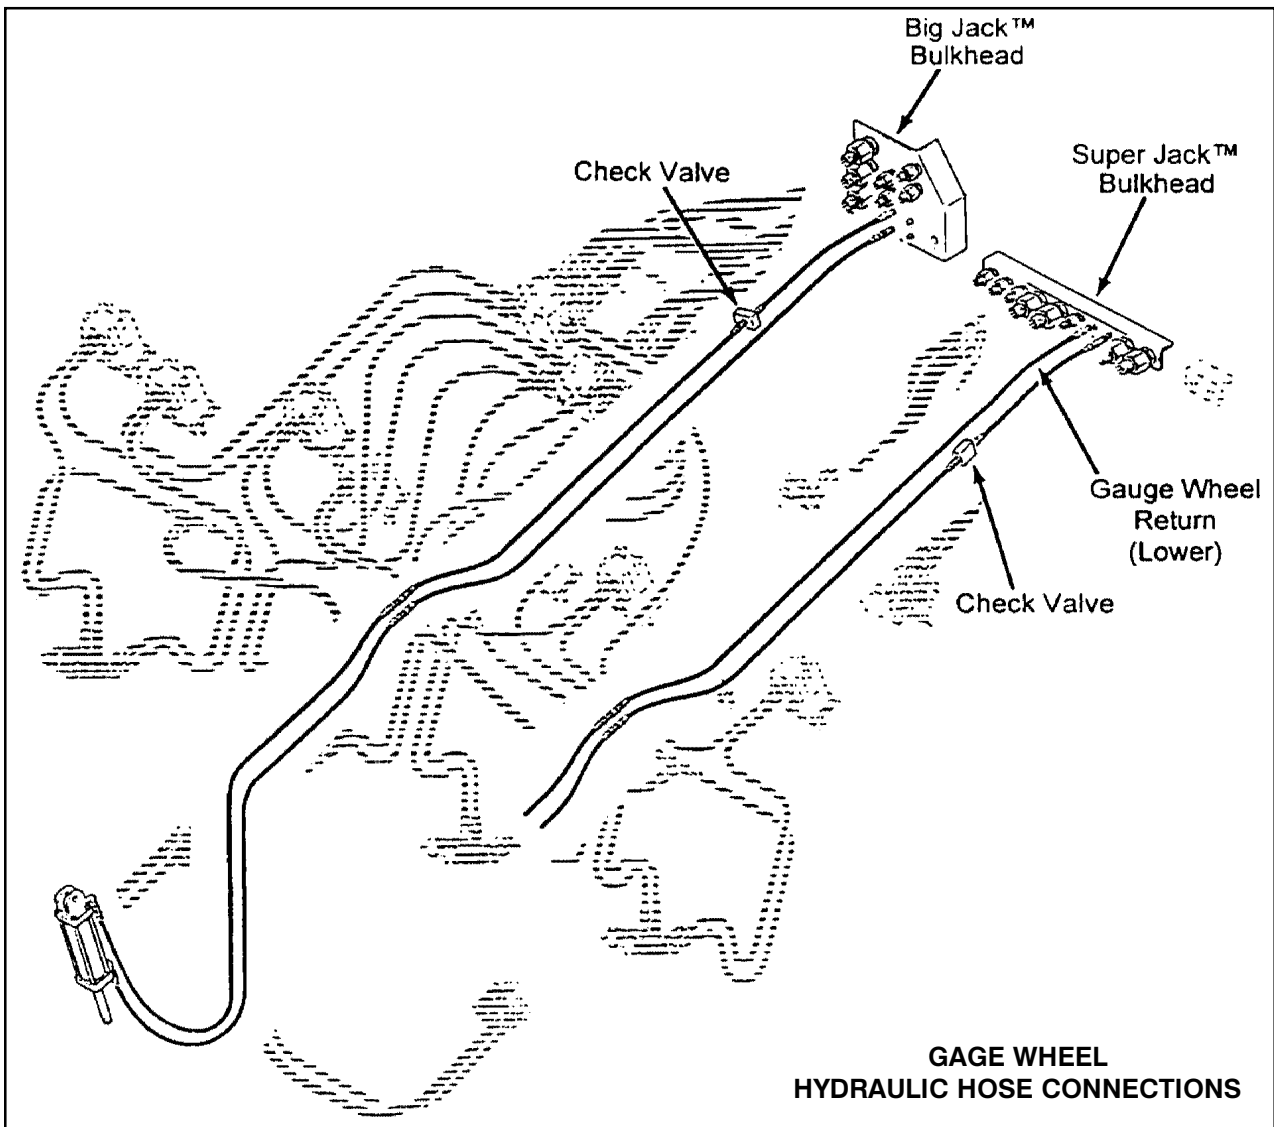 Big Jack™
Bulkhead
Check Valve
Super Jack™
Bulkhead
Gauge Wheel
Return
(Lower)
Check Valve
GAGE WHEEL
HYDRAULIC HOSE CONNECTIONS